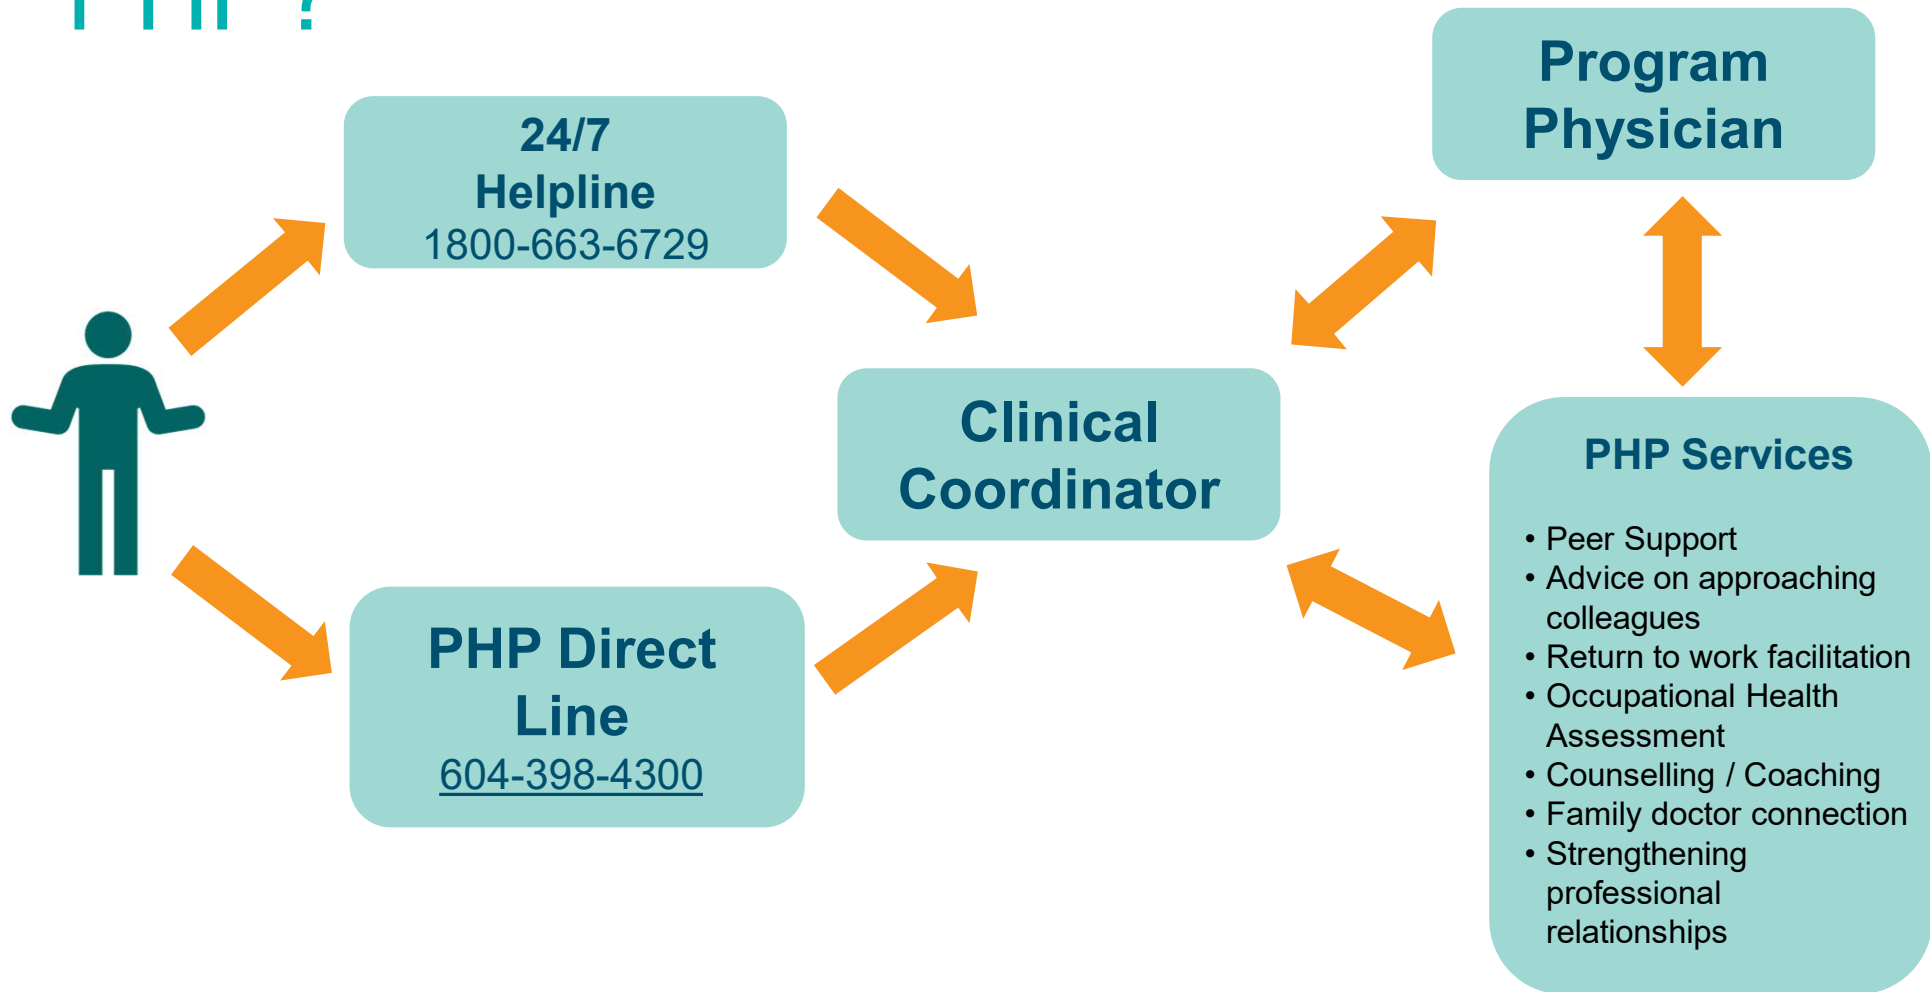 PHP?
24/7
Helpline
1800-663-6729
Program
Physician
Clinical
Coordinator
PHP Direct
Line
604-398-4300
PHP Services
• Peer Support
• Advice on approaching
colleagues
• Return to work facilitation
• Occupational Health
Assessment
• Counselling / Coaching
• Family doctor connection
• Strengthening
professional
relationships